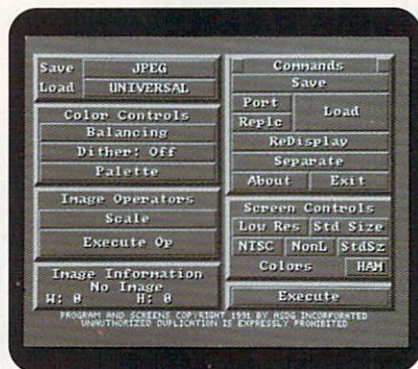 Save JPEG
Load UNIVERSAL
Color Controls
Balancing
Dither: Off
Palette
Image Operators
Scale
Execute Op
Image Information
No Image
W: 0 H: 0
Commands
Save
Port
Replc
Load
ReDisplay
Separate
About Exit
Screen Controls
Low Res Std Size
NTSC NonL StdSz
Colors HAM
Execute
PROGRAM AND SCREENS COPYRIGHT 1991 BY ASDG INCORPORATED
UNAUTHORIZED DUPLICATION IS EXPRESSLY PROHIBITED